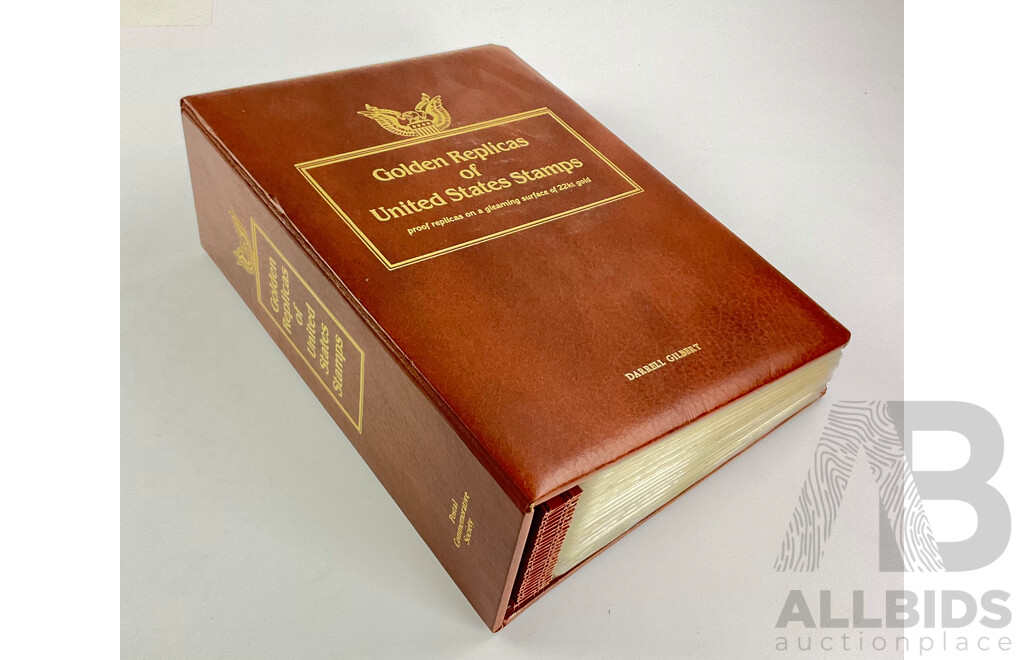 Golden Replicas
of
United States Stamps
proof replicas on a gleaming surface of 22kt gold
DARRELL GILBERT
Golden
Replicas
of
United
States
Stamps
Postal
Commemorative
Society
AB
ALLBIDS
auctionplace